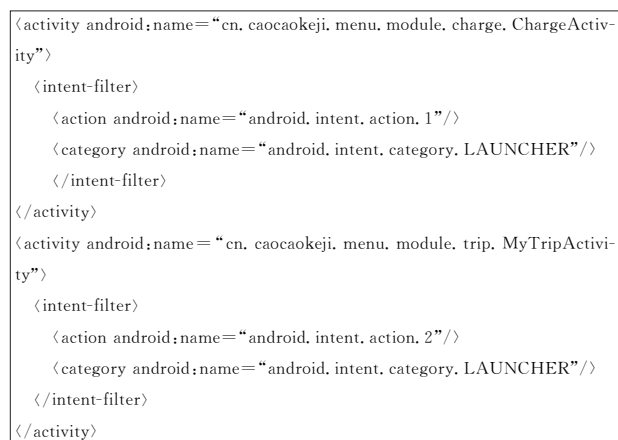 〈activity android:name=“cn. caocaokeji. menu. module. charge. ChargeActiv-
ity”〉
〈intent-filter〉
〈action android:name=“android. intent. action. 1”/〉
〈category android:name=“android. intent. category. LAUNCHER”/〉
〈/intent-filter〉
〈/activity〉
〈activity android:name=“cn. caocaokeji. menu. module. trip. MyTripActivi-
ty”〉
〈intent-filter〉
〈action android:name=“android. intent. action. 2”/〉
〈category android:name=“android. intent. category. LAUNCHER”/〉
〈/intent-filter〉
〈/activity〉